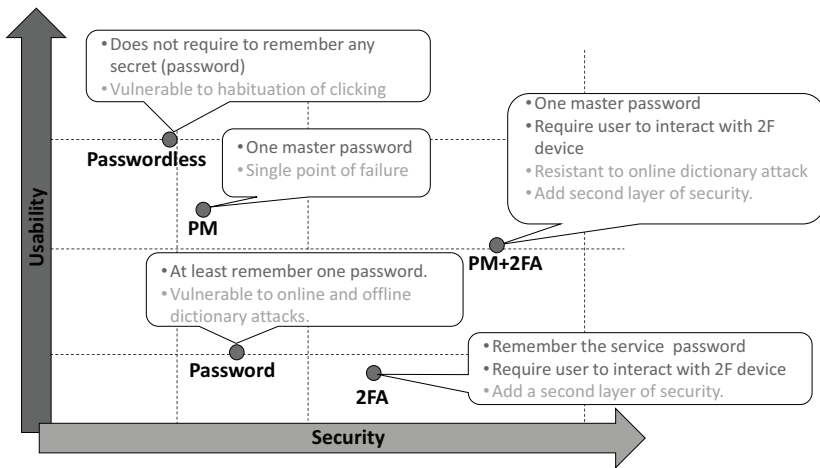 • Does not require to remember any
secret (password)
• Vulnerable to habituation of clicking
Passwordless
• One master password
• Single point of failure
PM
• One master password
• Require user to interact with 2F
device
• Resistant to online dictionary attack
• Add second layer of security.
PM+2FA
• At least remember one password.
• Vulnerable to online and offline
dictionary attacks.
Password
• Remember the service password
• Require user to interact with 2F device
• Add a second layer of security.
2FA
Usability
Security